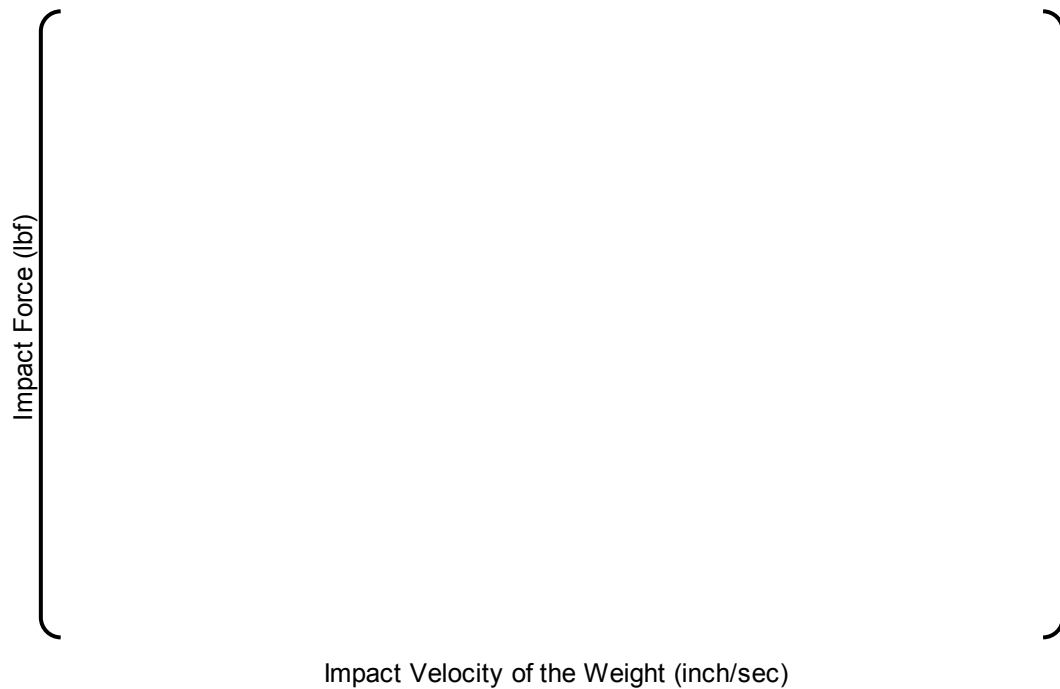 Impact Force (lbf)
Impact Velocity of the Weight (inch/sec)